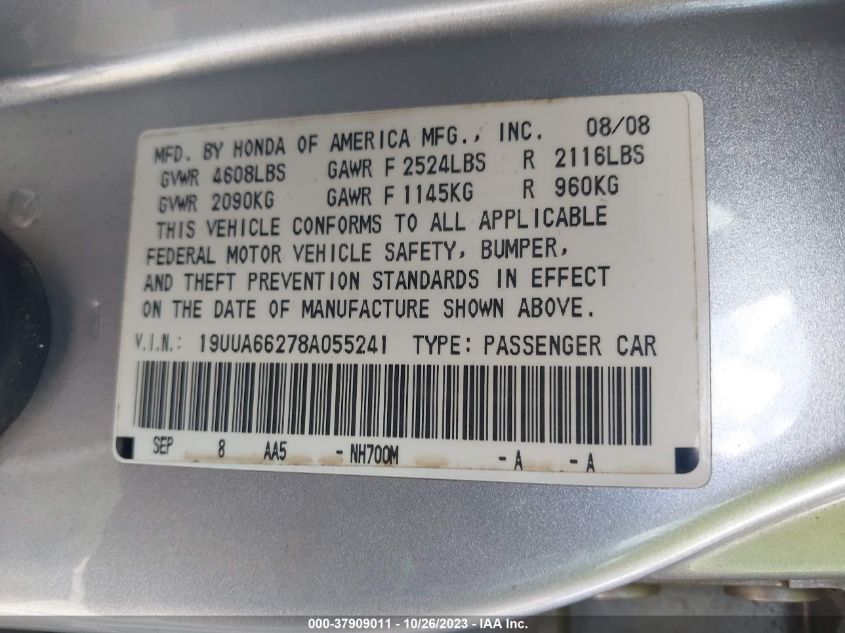 MFD. BY HONDA OF AMERICA MFG., INC. 08/08
GVWR 4608LBS GAWR F 2524LBS R 2116LBS
GVWR 2090KG GAWR F 1145KG R 960KG
THIS VEHICLE CONFORMS TO ALL APPLICABLE
FEDERAL MOTOR VEHICLE SAFETY, BUMPER,
AND THEFT PREVENTION STANDARDS IN EFFECT
ON THE DATE OF MANUFACTURE SHOWN ABOVE.
V.I.N.: 19UUA66278A055241 TYPE: PASSENGER CAR
SEP 8 AA5 - NH700M - A - A
000-37909011 - 10/26/2023 - IAA Inc.